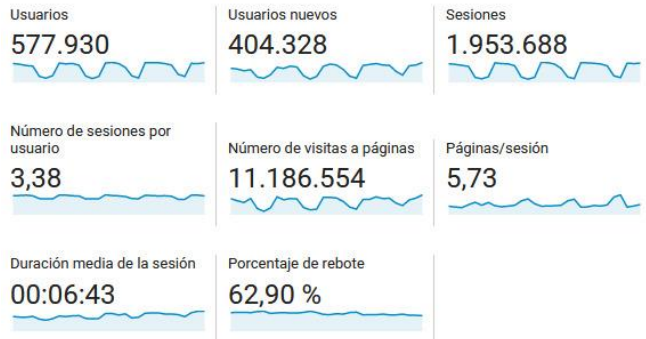 Usuarios
577.930
Usuarios nuevos
404.328
Sesiones
1.953.688
Número de sesiones por
usuario
3,38
Número de visitas a páginas
11.186.554
Páginas/sesión
5,73
Duración media de la sesión
00:06:43
Porcentaje de rebote
62,90 %